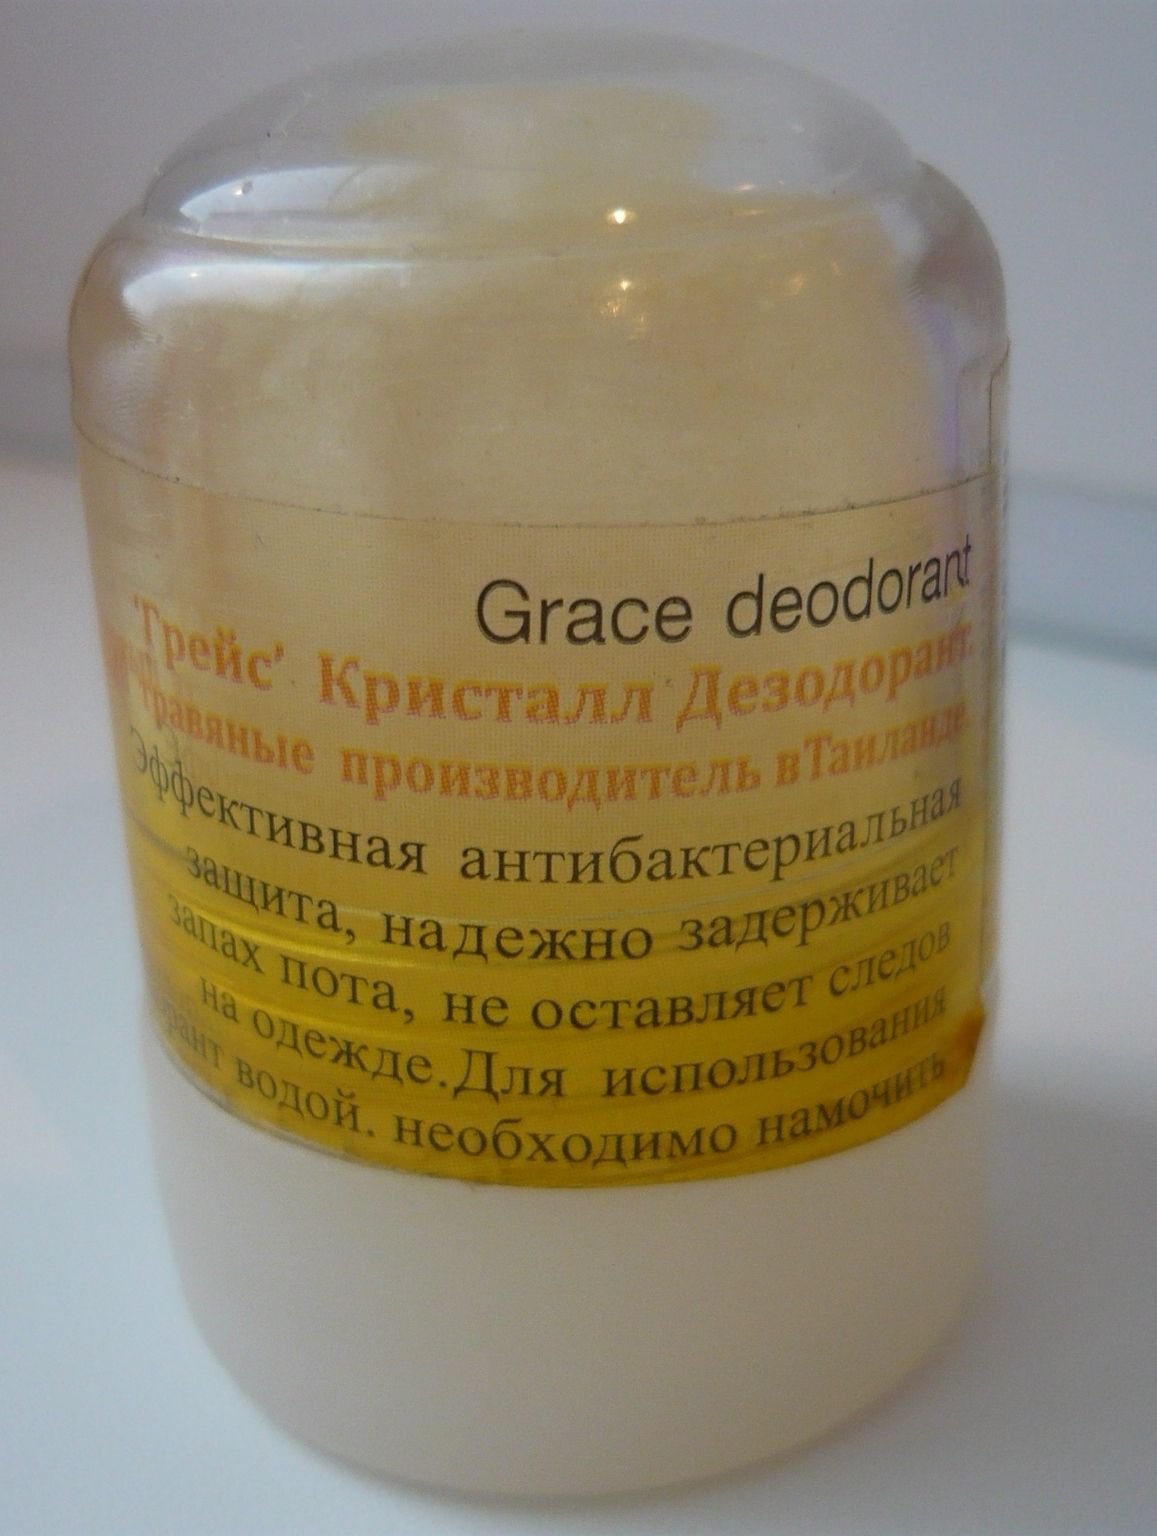 Grace deodorant
'Грейс' Кристалл Дезодорант.
травяные производитель вТаиланде
Эффективная антибактериальная
защита, надежно задерживает
запах пота, не оставляет следов
на одежде.Для использования
водой. необходимо намочить